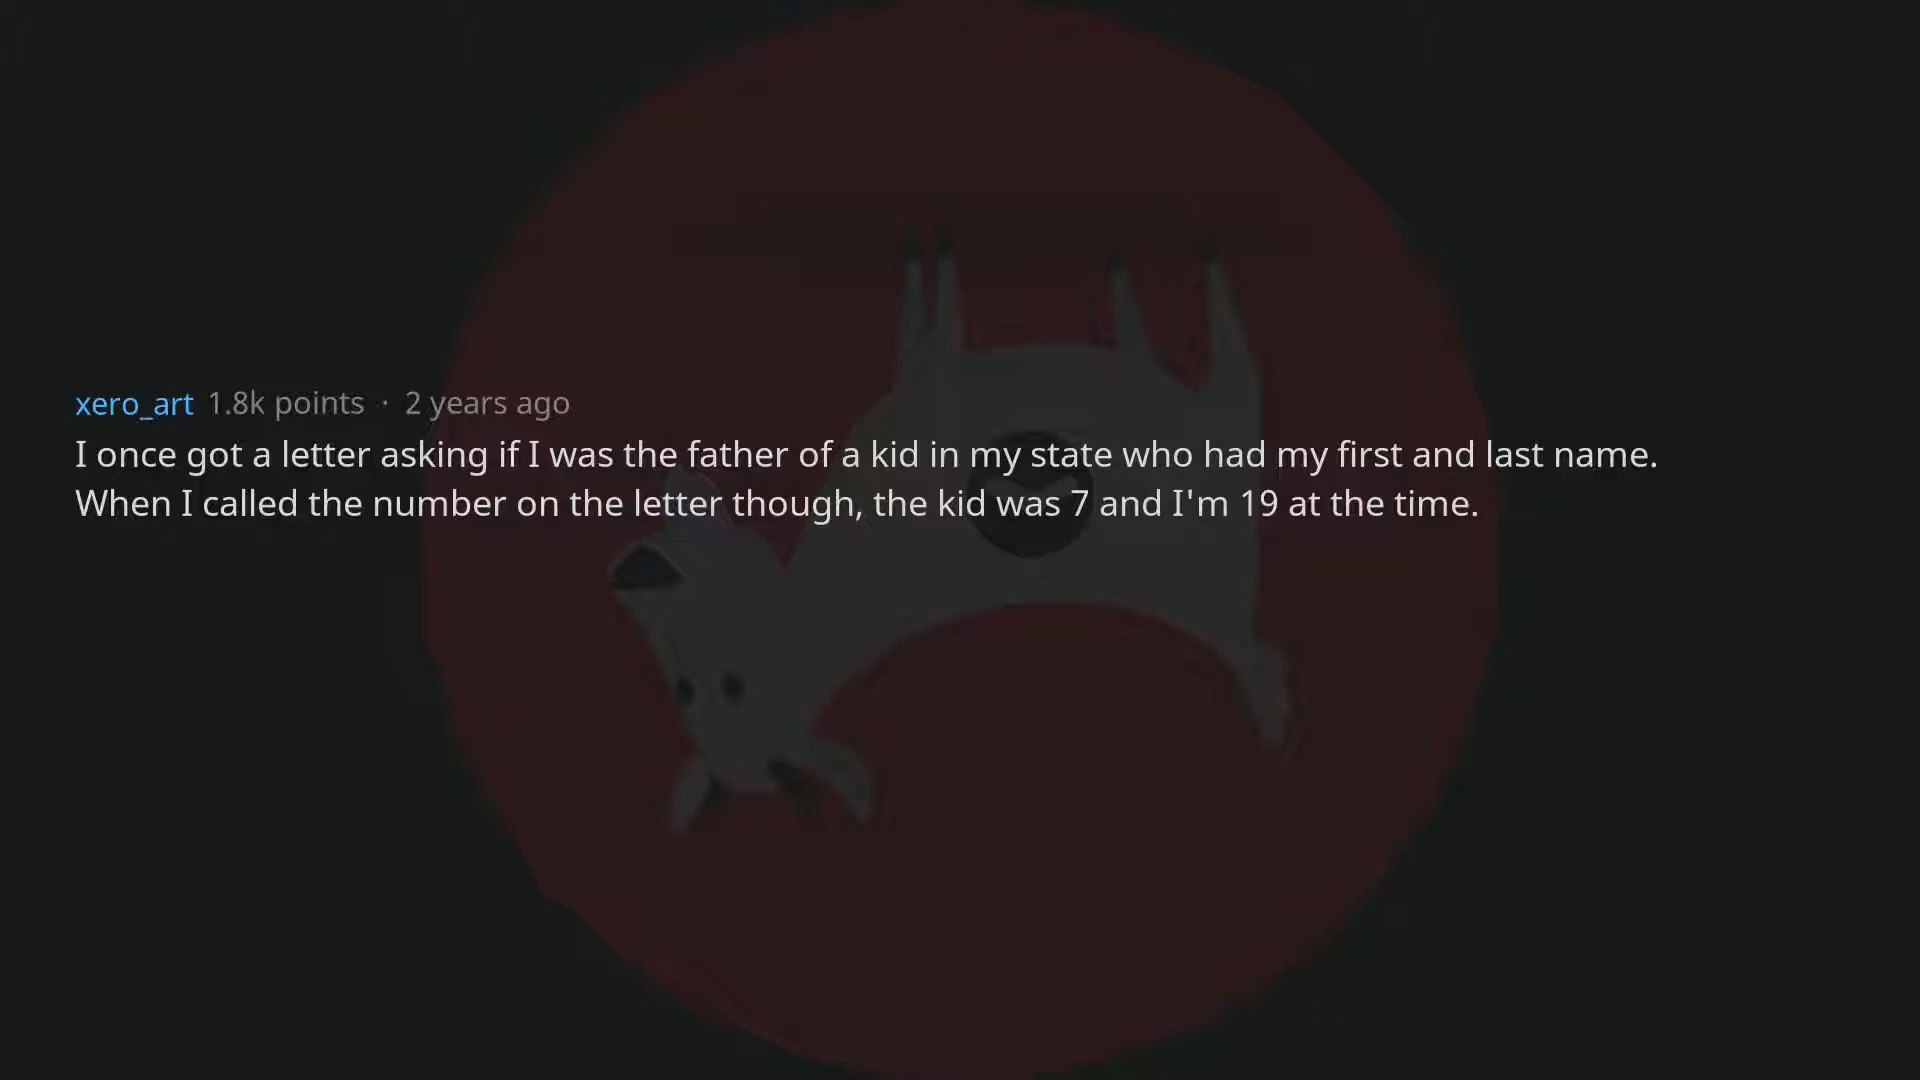 xero_art 1.8k points · 2 years ago
I once got a letter asking if I was the father of a kid in my state who had my first and last name.
When I called the number on the letter though, the kid was 7 and I'm 19 at the time.